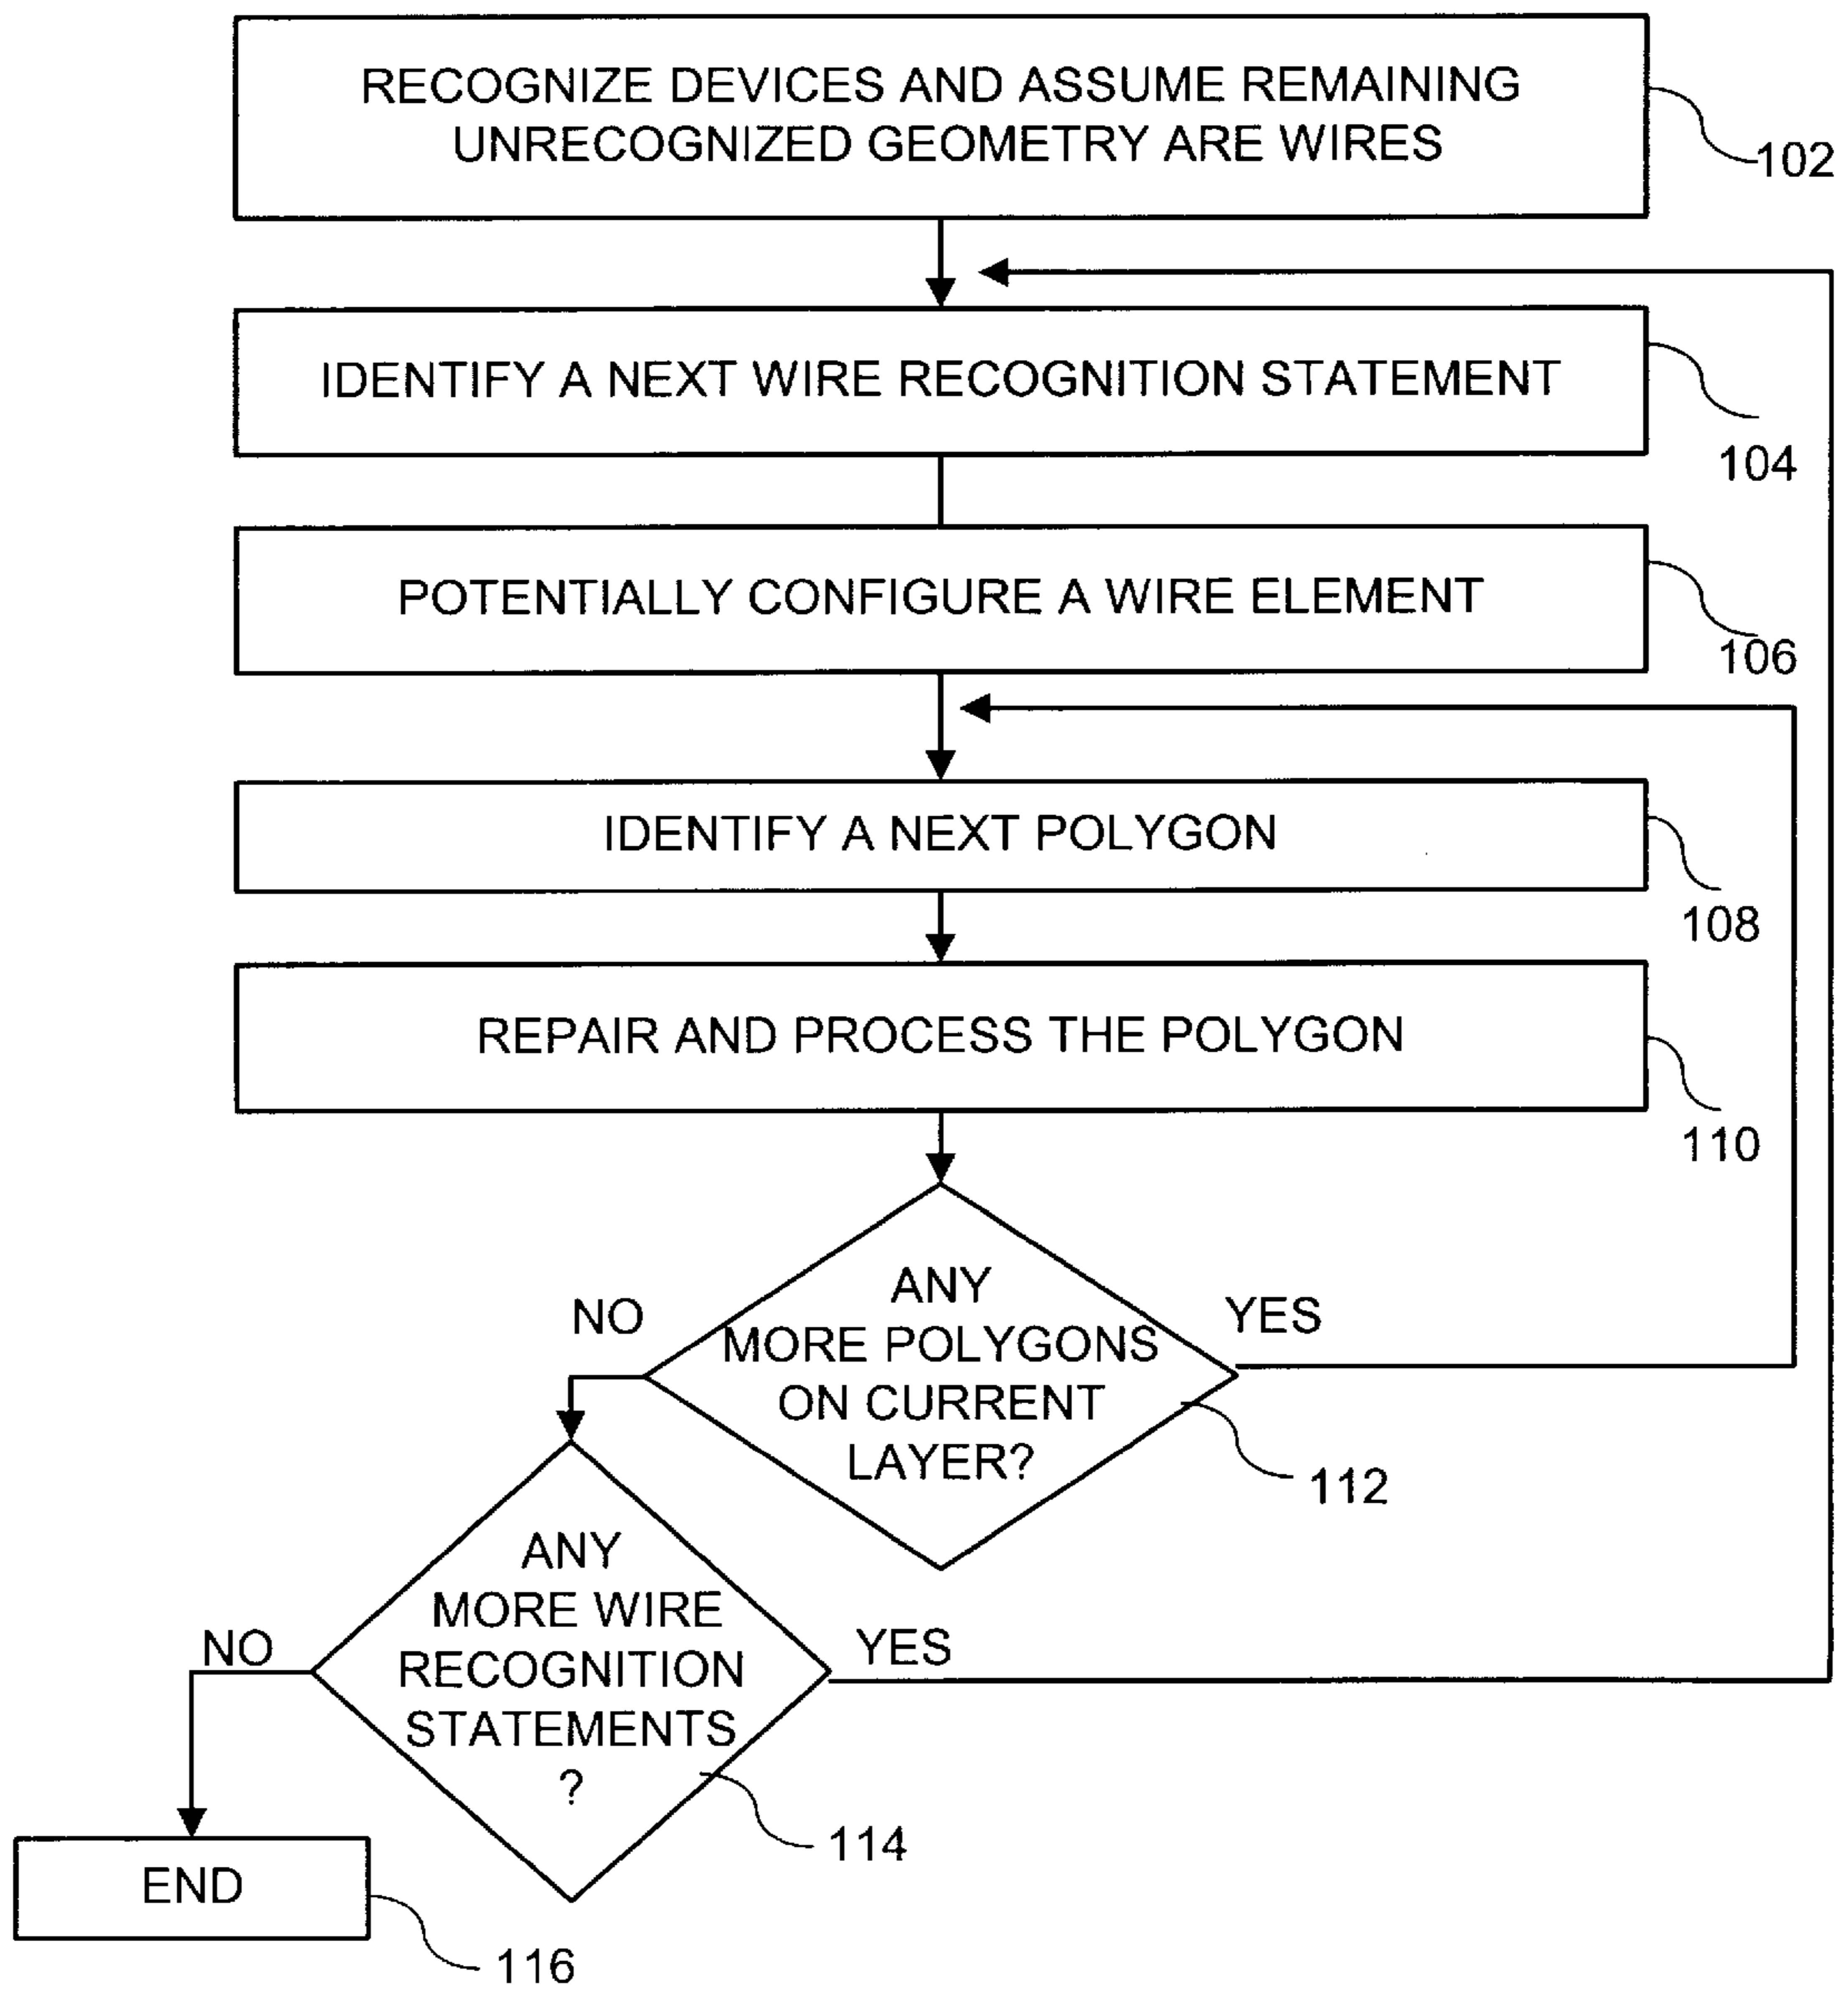 RECOGNIZE DEVICES AND ASSUME REMAINING
UNRECOGNIZED GEOMETRY ARE WIRES
102
IDENTIFY A NEXT WIRE RECOGNITION STATEMENT
104
POTENTIALLY CONFIGURE A WIRE ELEMENT
106
IDENTIFY A NEXT POLYGON
108
REPAIR AND PROCESS THE POLYGON
110
ANY
MORE POLYGONS
ON CURRENT
LAYER?
NO
YES
112
ANY
MORE WIRE
RECOGNITION
STATEMENTS
?
NO
YES
114
END
116